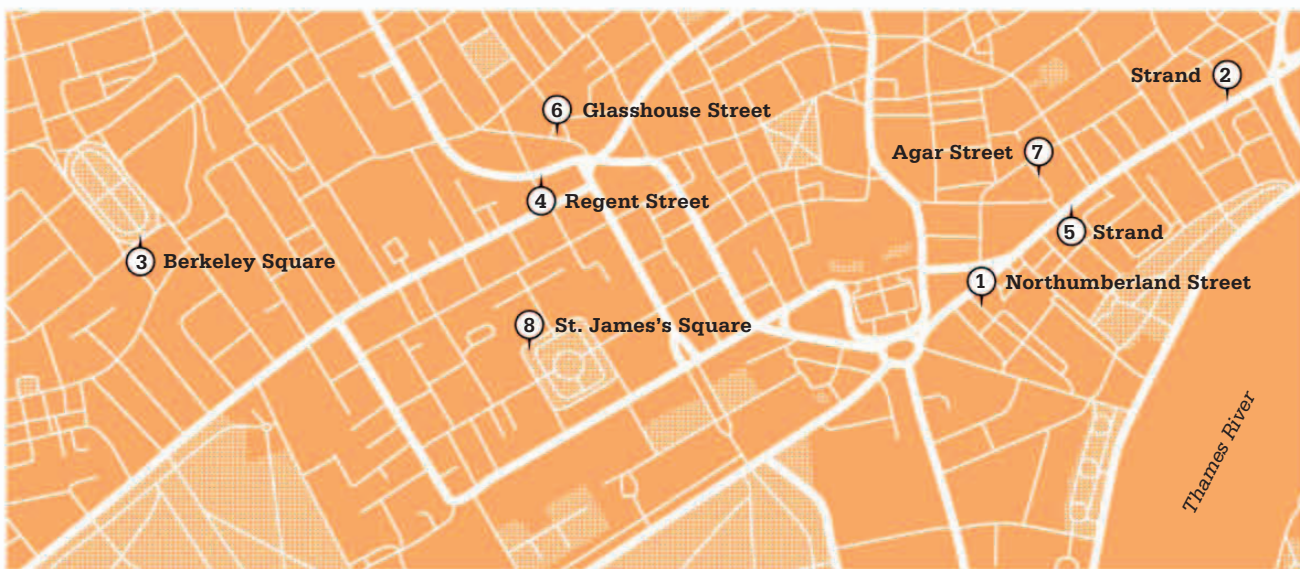 Strand 2
6 Glasshouse Street
Agar Street 7
4 Regent Street
5 Strand
3 Berkeley Square
1 Northumberland Street
8 St. James's Square
Thames River